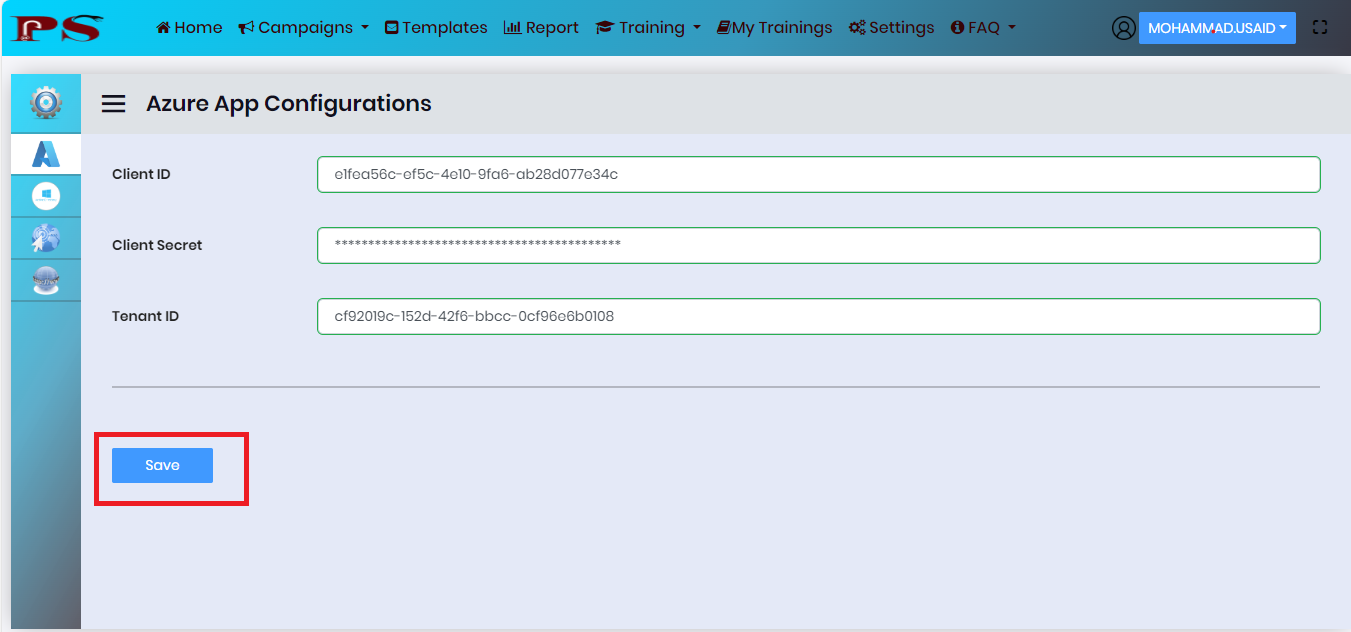 PS Home Campaigns Templates Report Training My Trainings Settings FAQ MOHAMMAD.USAID
Azure App Configurations
Client ID e1fea56c-ef5c-4e10-9fa6-ab28d077e34c
Client Secret *******************************************
Tenant ID cf92019c-152d-42f6-bbcc-0cf96e6b0108
Save